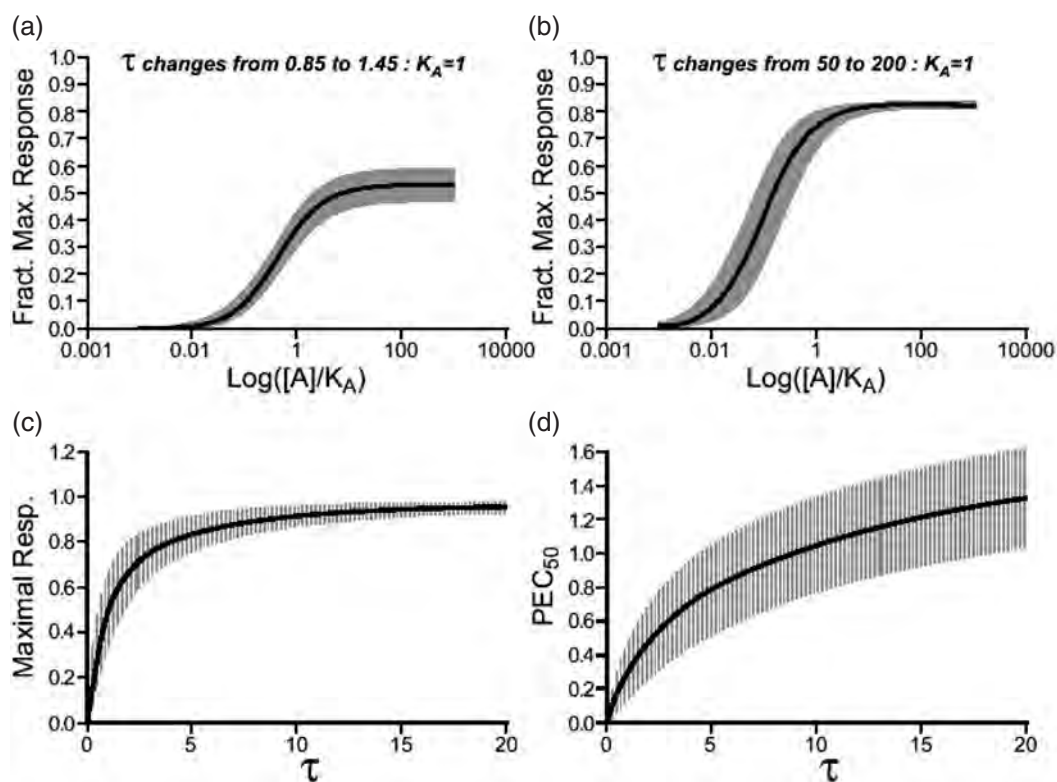 (a)
τ changes from 0.85 to 1.45 : K_A=1
Fract. Max. Response
1.0
0.9
0.8
0.7
0.6
0.5
0.4
0.3
0.2
0.1
0.0
0.001 0.01 1 100 10000
Log([A]/K_A)
(b)
τ changes from 50 to 200 : K_A=1
Fract. Max. Response
1.0
0.9
0.8
0.7
0.6
0.5
0.4
0.3
0.2
0.1
0.0
0.001 0.01 1 100 10000
Log([A]/K_A)
(c)
Maximal Resp.
1.2
1.0
0.8
0.6
0.4
0.2
0.0
0 5 10 15 20
τ
(d)
PEC₅₀
1.6
1.4
1.2
1.0
0.8
1.6
0.4
0.2
0.0
0 5 10 15 20
τ